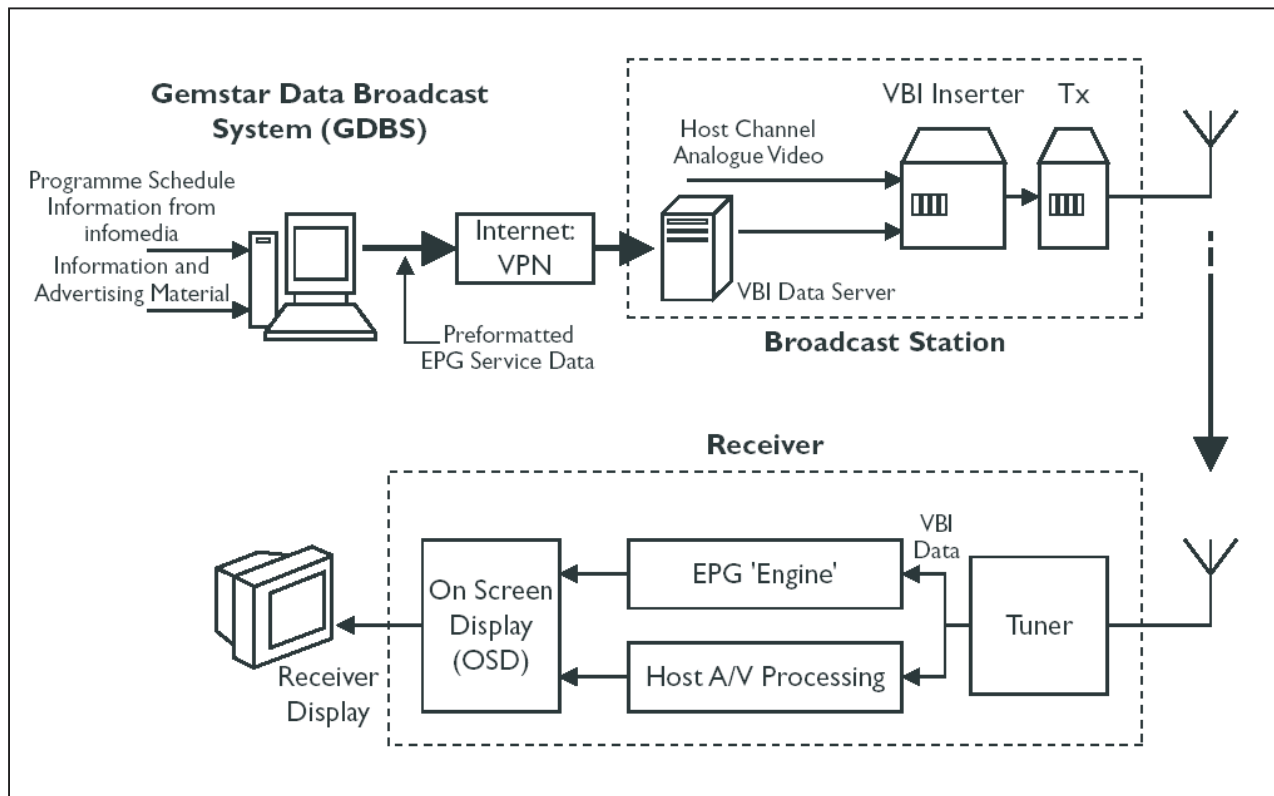 Gemstar Data Broadcast
System (GDBS)
Programme Schedule
Information from
infomedia
Information and
Advertising Material
Internet:
VPN
Preformatted
EPG Service Data
Host Channel
Analogue Video
VBI Inserter
Tx
VBI Data Server
Broadcast Station
Receiver
VBI
Data
EPG 'Engine'
Tuner
On Screen
Display
(OSD)
Host A/V Processing
Receiver
Display